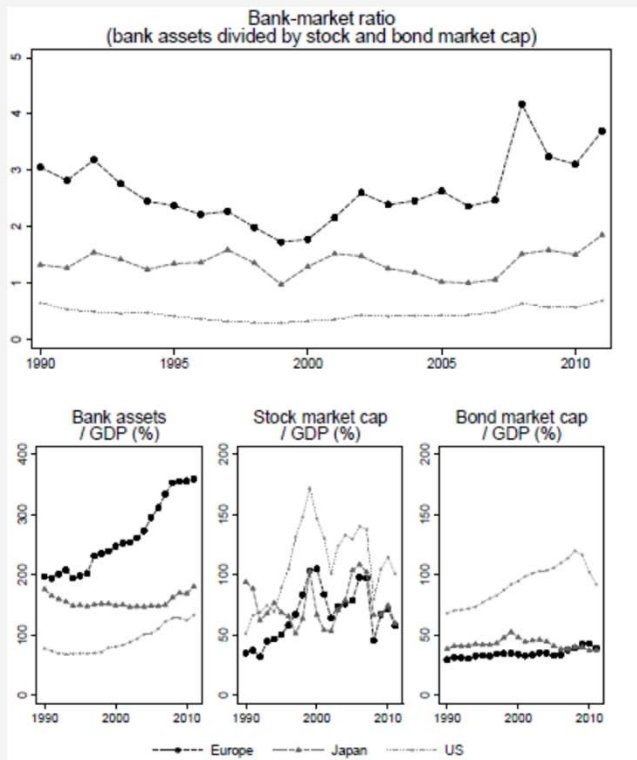 Bank-market ratio
(bank assets divided by stock and bond market cap)
5
4
3
2
1
0
1990 1995 2000 2005 2010
Bank assets
/ GDP (%)
400
300
200
100
0
1990 2000 2010
Stock market cap
/ GDP (%)
200
150
100
50
0
1990 2000 2010
Bond market cap
/ GDP (%)
200
150
100
50
0
1990 2000 2010
Europe Japan US